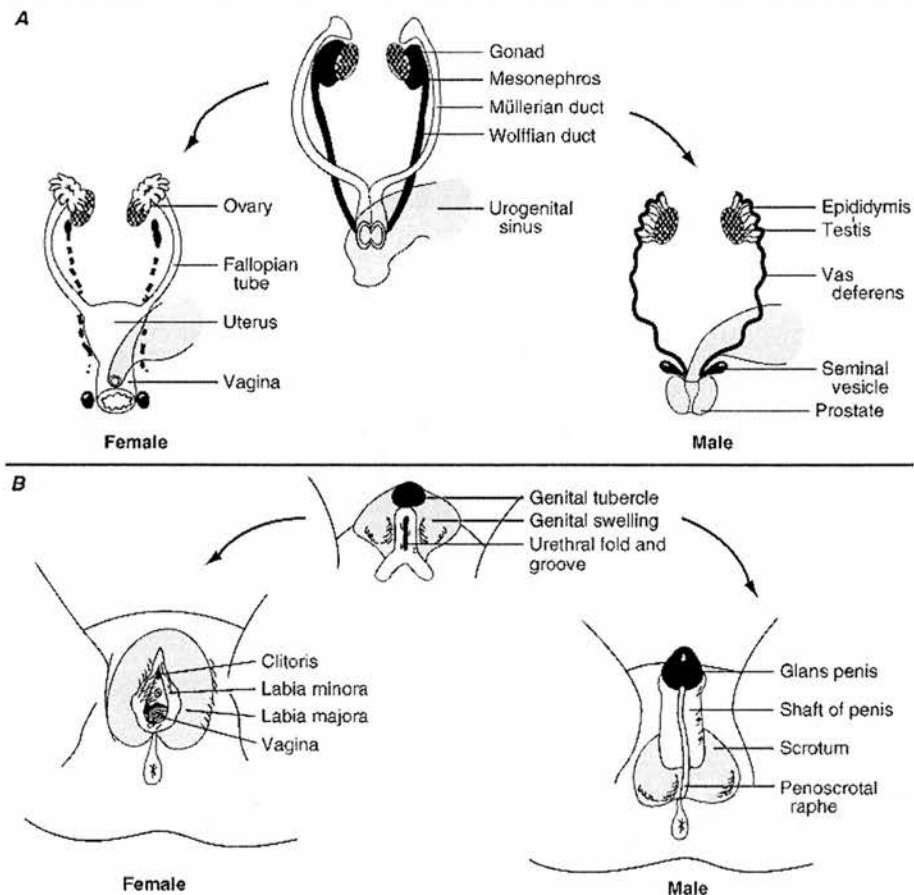 A
Gonad
Mesonephros
Müllerian duct
Wolffian duct
Urogenital
sinus
Ovary
Fallopian
tube
Uterus
Vagina
Female
Epididymis
Testis
Vas
deferens
Seminal
vesicle
Prostate
Male
B
Genital tubercle
Genital swelling
Urethral fold and
groove
Clitoris
Labia minora
Labia majora
Vagina
Female
Glans penis
Shaft of penis
Scrotum
Penoscrotal
raphe
Male